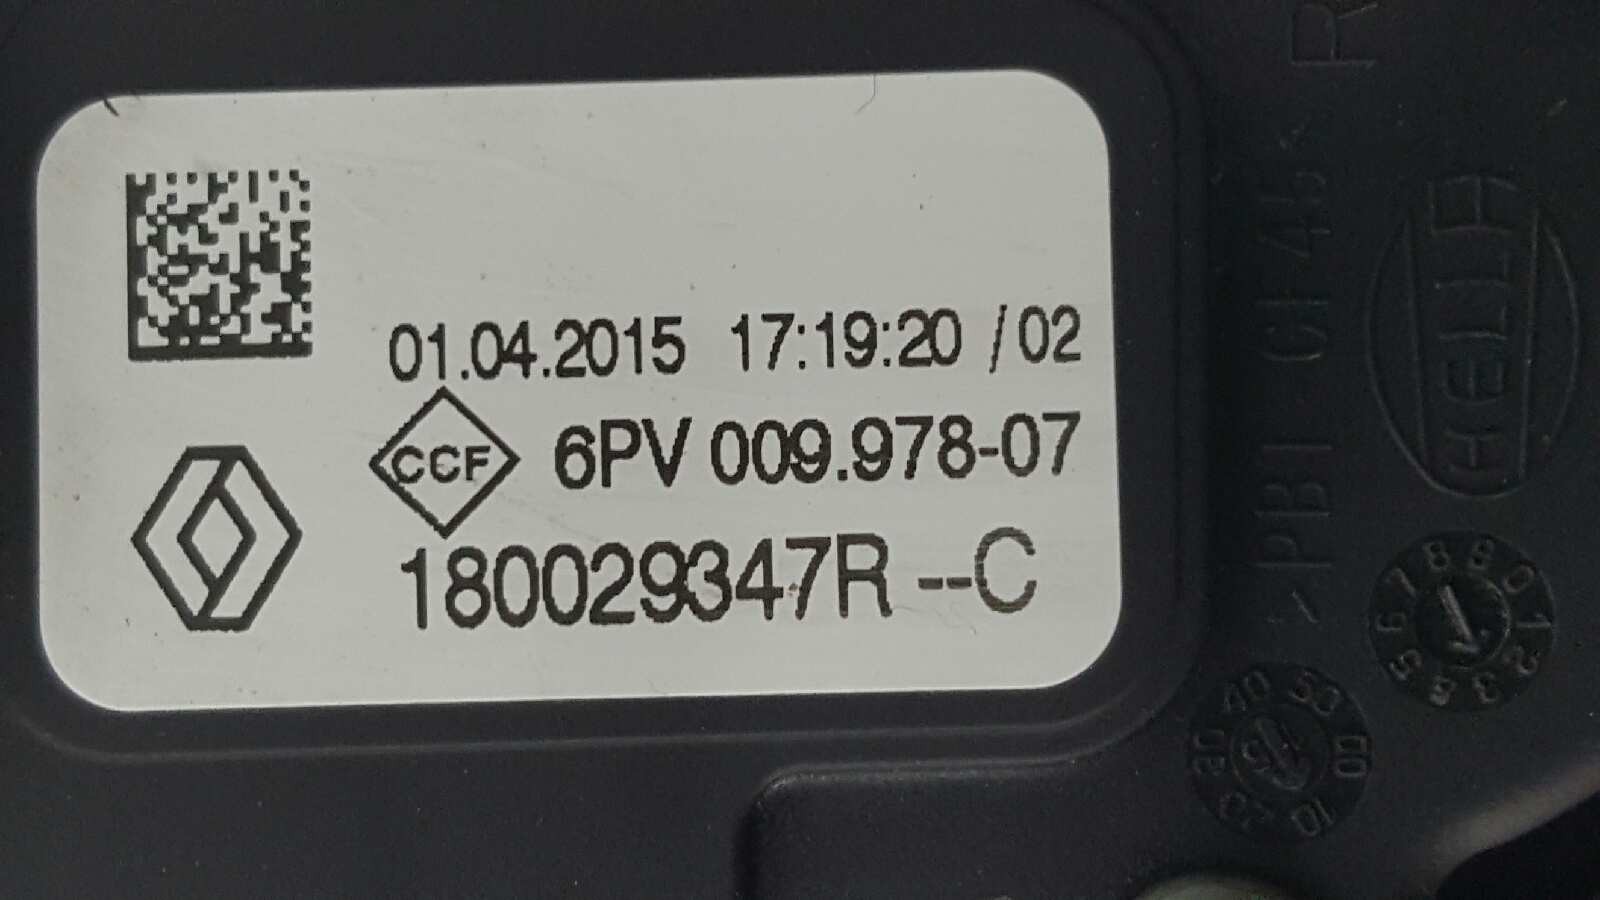 01.04.2015 17:19:20 /02
CCF 6PV 009.978-07
180029347R --C
HELLA